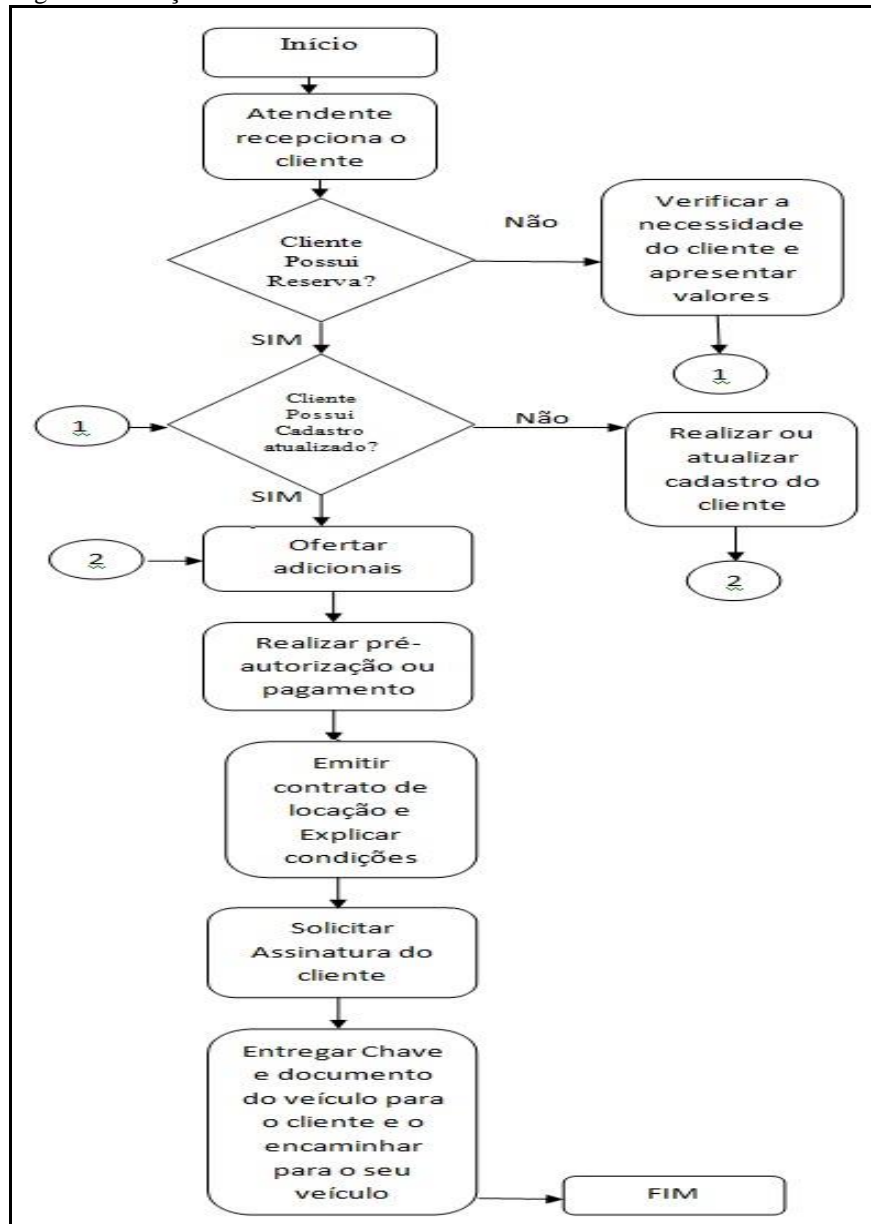 Início
Atendente
recepciona o
cliente
Cliente
Possui
Reserva?
Não
Verificar a
necessidade
do cliente e
apresentar
valores
SIM
1
1
Cliente
Possui
Cadastro
atualizado?
Não
Realizar ou
atualizar
cadastro do
cliente
SIM
2
2
Ofertar
adicionais
Realizar pré-
autorização ou
pagamento
Emitir
contrato de
locação e
Explicar
condições
Solicitar
Assinatura do
cliente
Entregar Chave
e documento
do veículo para
o cliente e o
encaminhar
para o seu
veículo
FIM